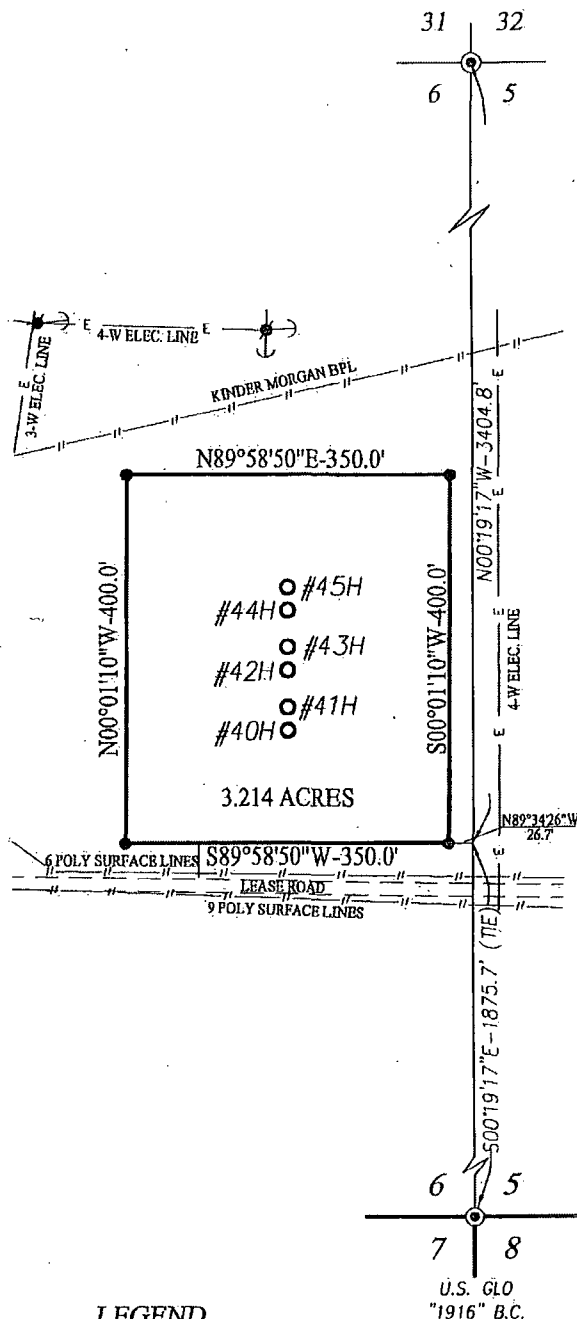 31 32
6 5
E 4-W ELEC. LINE E
E
3-W ELEC. LINE
KINDER MORGAN BPL
N00°19'17"W-3404.8'
E
E
E
4-W ELEC. LINE
E
E
N89°58'50"E-350.0'
N00°01'10"W-400.0'
S00°01'10"W-400.0'
#45H
#44H
#43H
#42H
#41H
#40H
3.214 ACRES
N89°34'26"W
26.7'
6 POLY SURFACE LINES
S89°58'50"W-350.0'
LEASE ROAD
9 POLY SURFACE LINES
S00°19'17"E-1875.7' (TIE)
6 5
7 8
U.S. GLO
"1916" B.C.
LEGEND